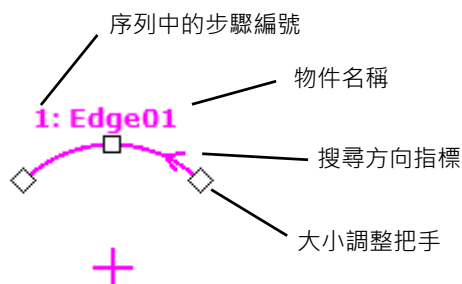 序列中的步驟編號
物件名稱
1: Edge01
搜尋方向指標
大小調整把手